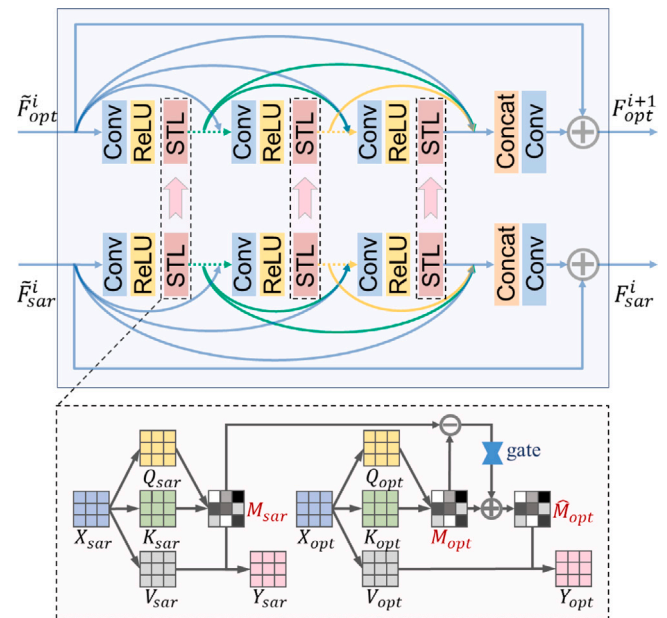 F̃^i_opt
Conv
ReLU
STL
Conv
ReLU
STL
Conv
ReLU
STL
Concat
Conv
F^{i+1}_opt
F̃^i_sar
Conv
ReLU
STL
Conv
ReLU
STL
Conv
ReLU
STL
Concat
Conv
F^i_sar
gate
Q_sar
Q_opt
M_sar
M̂_opt
X_sar
K_sar
X_opt
K_opt
M_opt
V_sar
Y_sar
V_opt
Y_opt